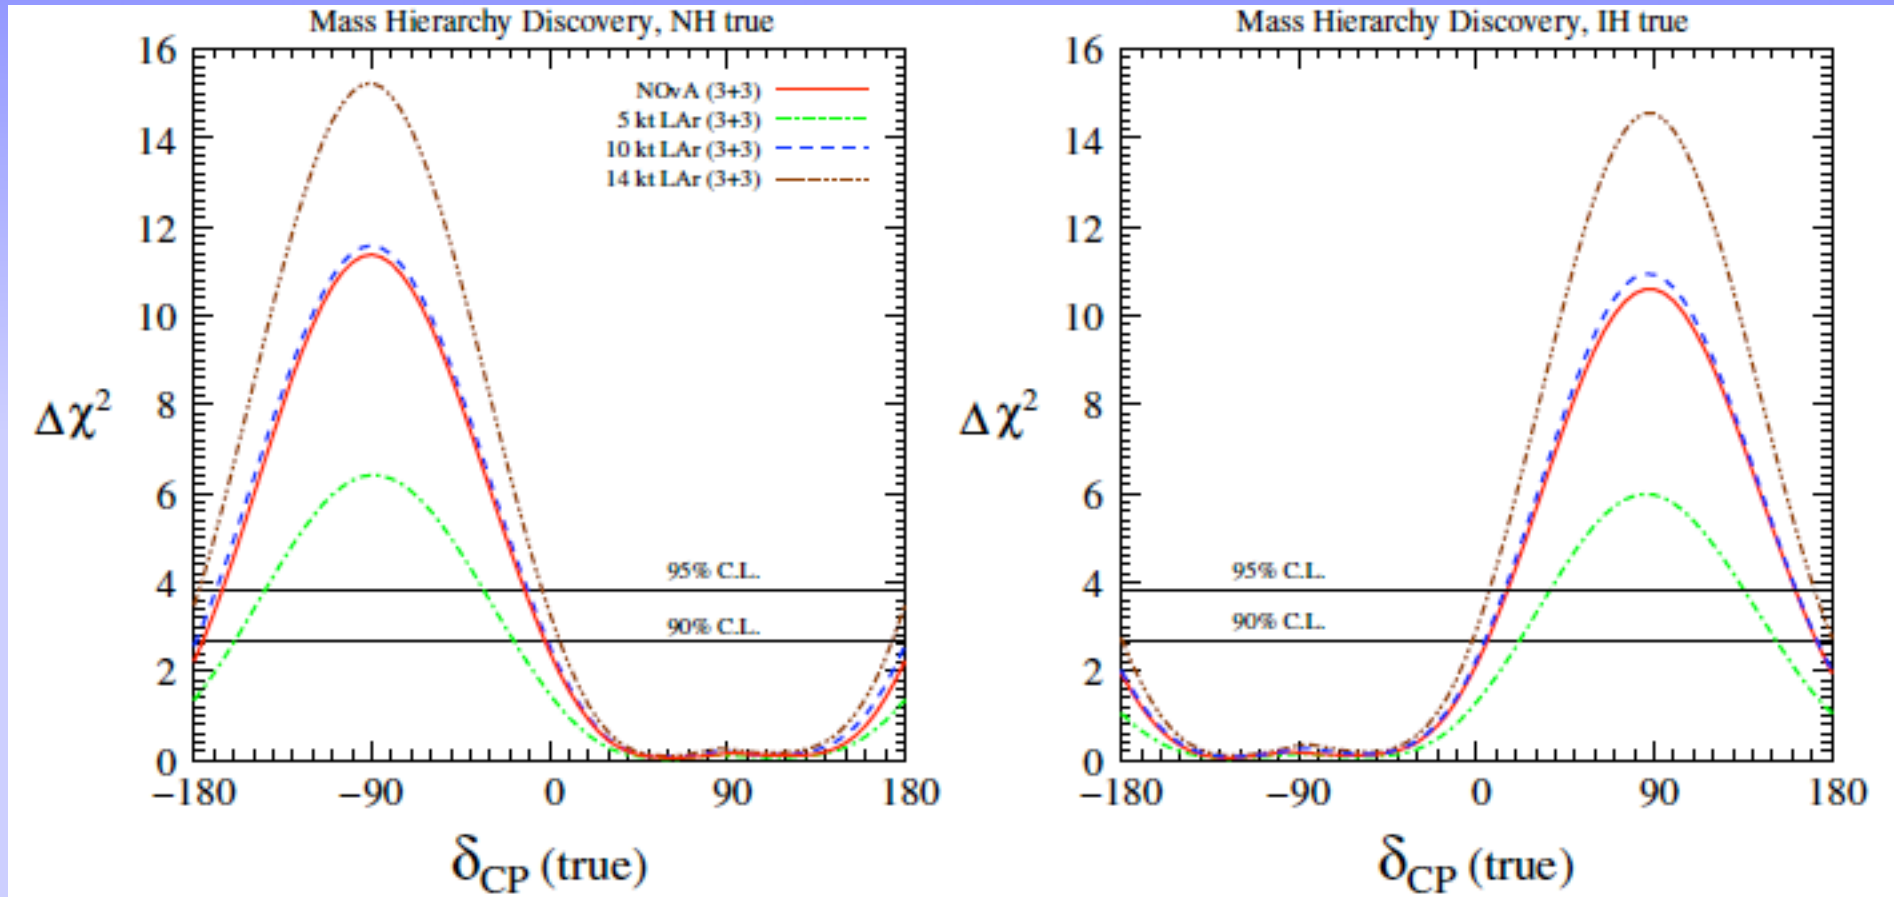 Mass Hierarchy Discovery, NH true
16
14
12
10
8
6
4
2
0
Δχ²
NOvA (3+3)
5 kt LAr (3+3)
10 kt LAr (3+3)
14 kt LAr (3+3)
95% C.L.
90% C.L.
−180 −90 0 90 180
δCP (true)
Mass Hierarchy Discovery, IH true
16
14
12
10
8
6
4
2
0
Δχ²
95% C.L.
90% C.L.
−180 −90 0 90 180
δCP (true)